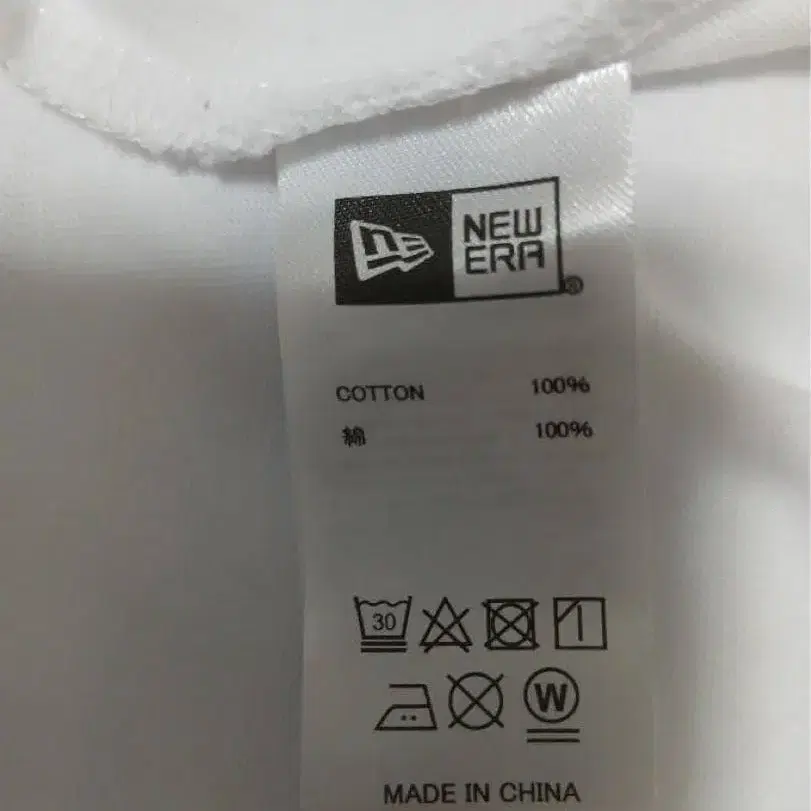 NEW
ERA
®
COTTON 100%
綿 100%
30
W
MADE IN CHINA